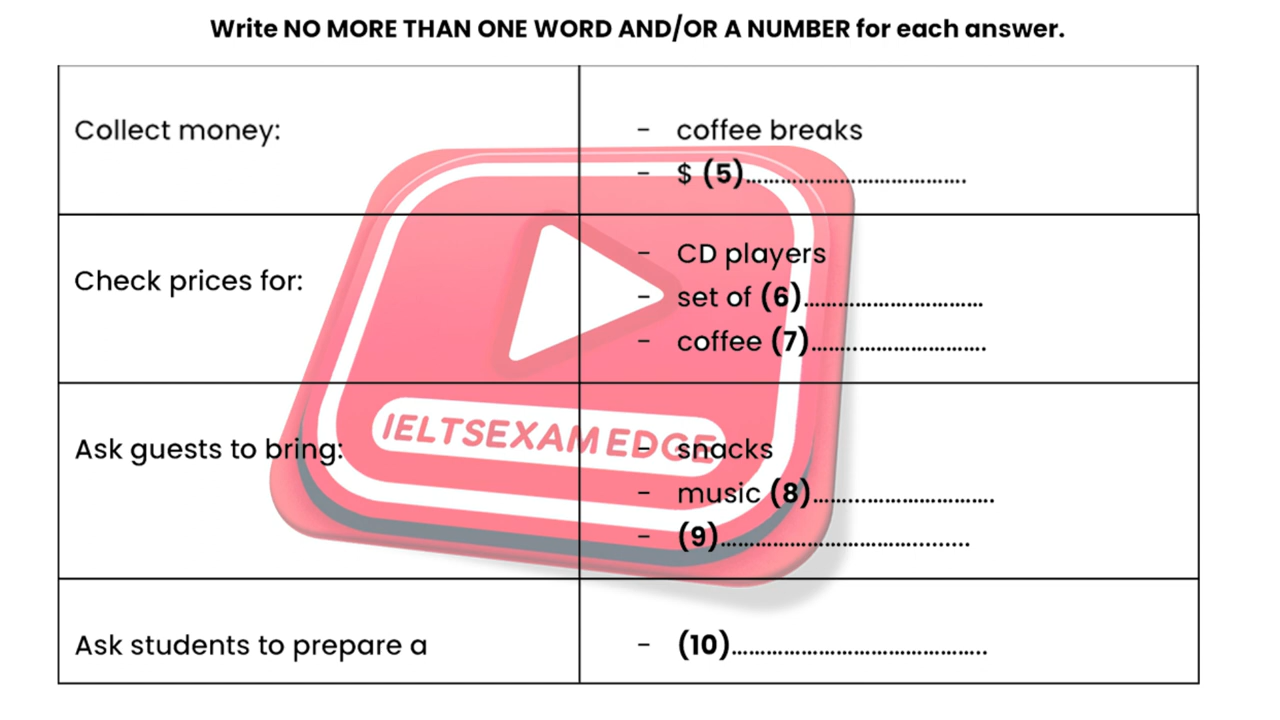 Write NO MORE THAN ONE WORD AND/OR A NUMBER for each answer.
Collect money:
- coffee breaks
- $ (5)........................................
Check prices for:
- CD players
- set of (6)................................
- coffee (7)................................
IELTSEXAMEDGE
Ask guests to bring:
- snacks
- music (8)................................
- (9)............................................
Ask students to prepare a
- (10)............................................